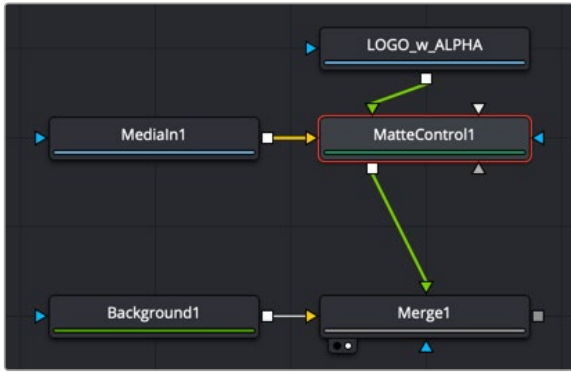 LOGO_w_ALPHA
MediaIn1
MatteControl1
Background1
Merge1